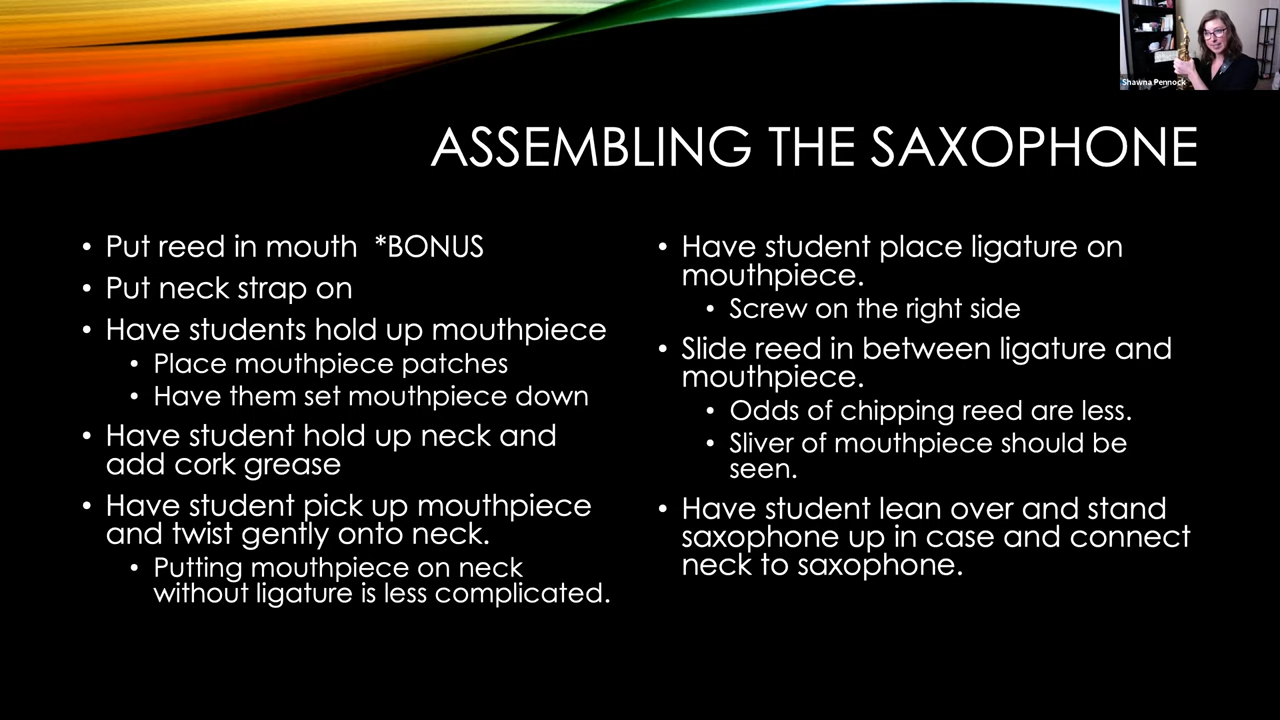 Shawna Pennock
ASSEMBLING THE SAXOPHONE
• Put reed in mouth *BONUS
• Put neck strap on
• Have students hold up mouthpiece
• Place mouthpiece patches
• Have them set mouthpiece down
• Have student hold up neck and
add cork grease
• Have student pick up mouthpiece
and twist gently onto neck.
• Putting mouthpiece on neck
without ligature is less complicated.
• Have student place ligature on
mouthpiece.
• Screw on the right side
• Slide reed in between ligature and
mouthpiece.
• Odds of chipping reed are less.
• Sliver of mouthpiece should be
seen.
• Have student lean over and stand
saxophone up in case and connect
neck to saxophone.